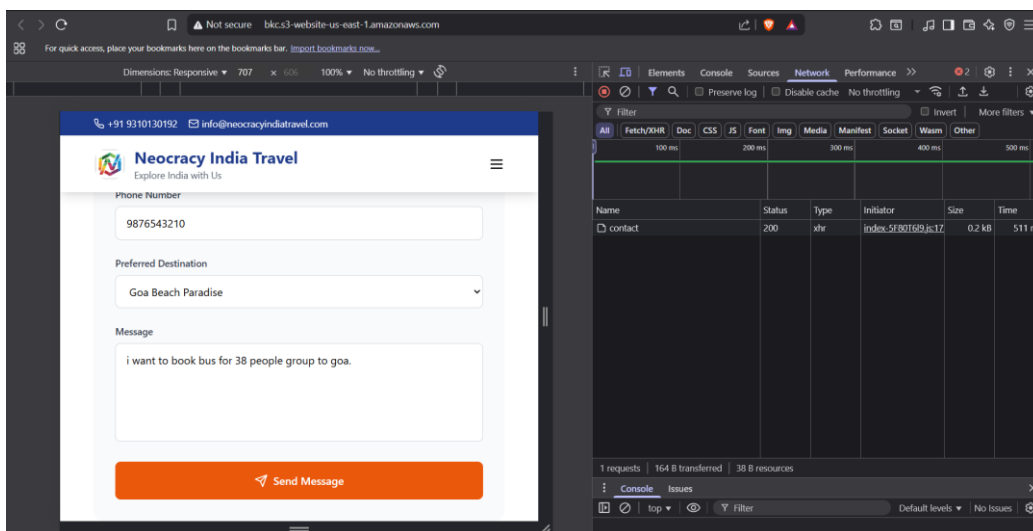 Not secure bkc.s3-website-us-east-1.amazonaws.com
For quick access, place your bookmarks here on the bookmarks bar. Import bookmarks now...
Dimensions: Responsive 707 x 606 100% No throttling
Elements Console Sources Network Performance 2
Preserve log Disable cache No throttling
Filter Invert More filters
All Fetch/XHR Doc CSS JS Font Img Media Manifest Socket Wasm Other
100 ms 200 ms 300 ms 400 ms 500 ms
Name Status Type Initiator Size Time
contact 200 xhr index-5F80T6l9.js:17 0.2 kB 511
1 requests 164 B transferred 38 B resources
Console Issues
top Filter Default levels No Issues
+91 9310130192 info@neocracyindiatravel.com
Neocracy India Travel
Explore India with Us
Phone Number
9876543210
Preferred Destination
Goa Beach Paradise
Message
i want to book bus for 38 people group to goa.
Send Message